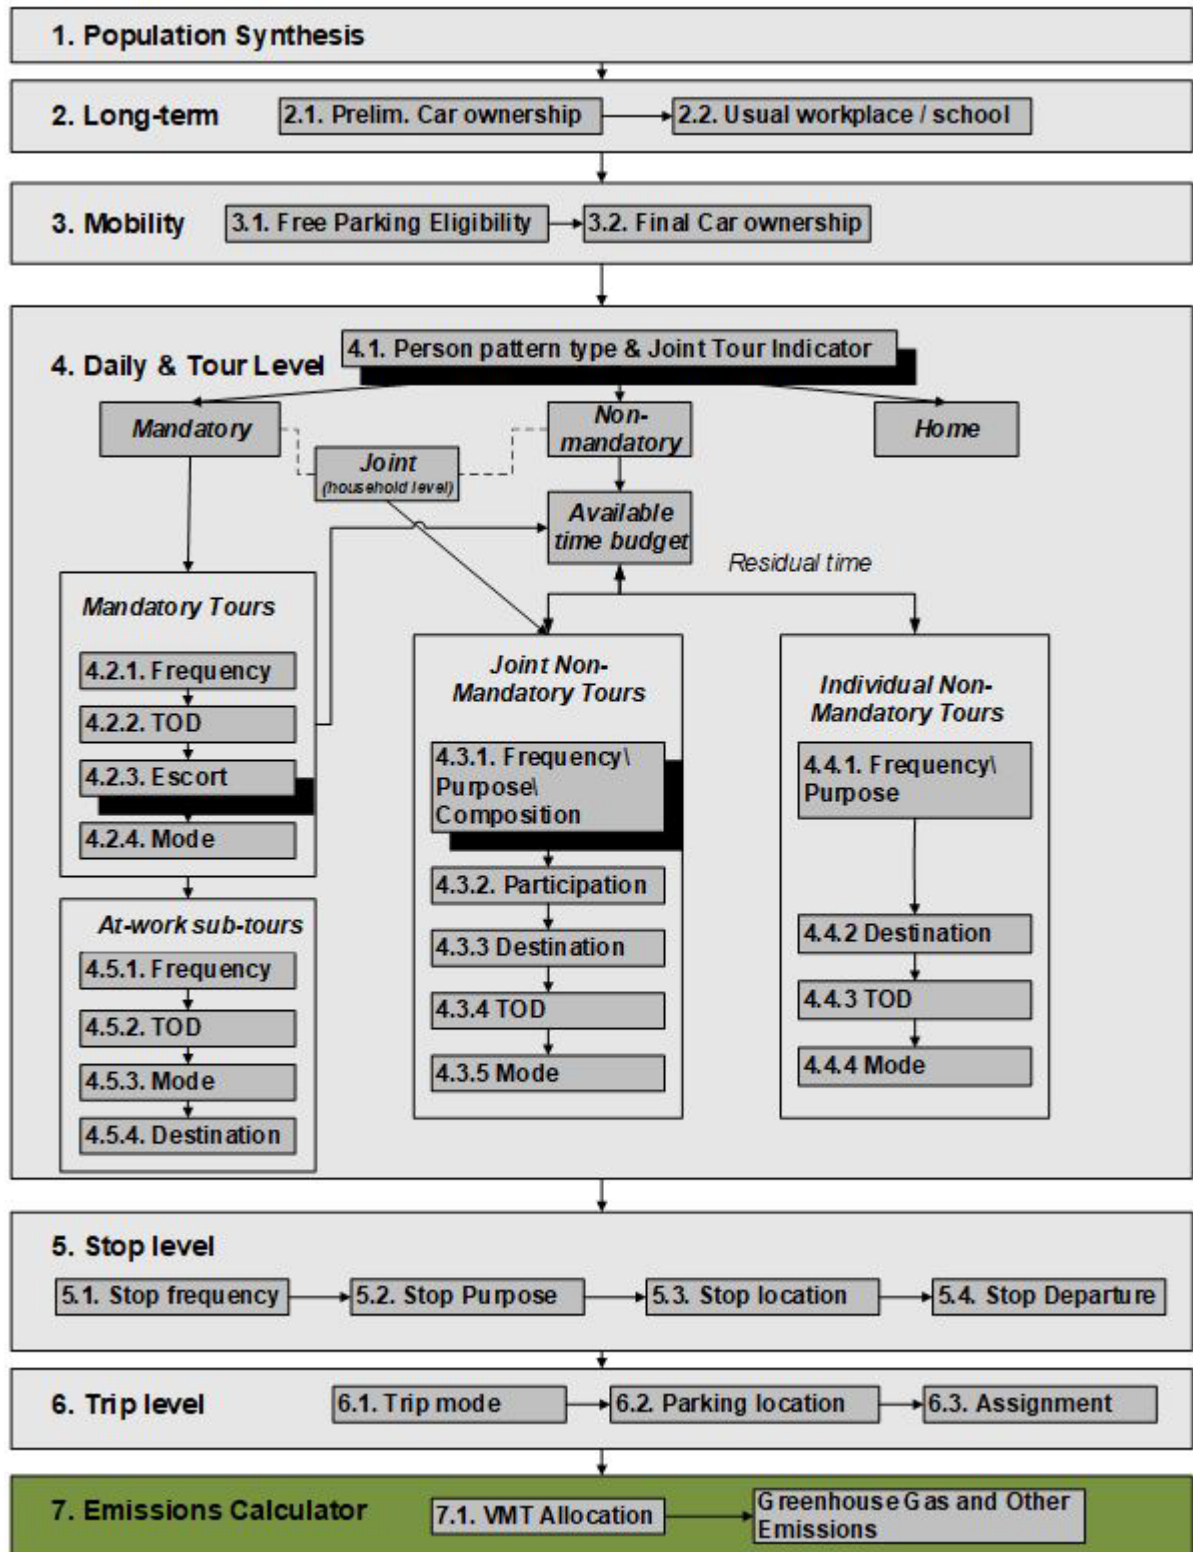 1. Population Synthesis
2. Long-term
2.1. Prelim. Car ownership
2.2. Usual workplace / school
3. Mobility
3.1. Free Parking Eligibility
3.2. Final Car ownership
4. Daily & Tour Level
4.1. Person pattern type & Joint Tour Indicator
Mandatory
Non-
mandatory
Home
Joint
(household level)
Available
time budget
Residual time
Mandatory Tours
4.2.1. Frequency
4.2.2. TOD
4.2.3. Escort
4.2.4. Mode
At-work sub-tours
4.5.1. Frequency
4.5.2. TOD
4.5.3. Mode
4.5.4. Destination
Joint Non-
Mandatory Tours
4.3.1. Frequency\
Purpose\
Composition
4.3.2. Participation
4.3.3 Destination
4.3.4 TOD
4.3.5 Mode
Individual Non-
Mandatory Tours
4.4.1. Frequency\
Purpose
4.4.2 Destination
4.4.3 TOD
4.4.4 Mode
5. Stop level
5.1. Stop frequency
5.2. Stop Purpose
5.3. Stop location
5.4. Stop Departure
6. Trip level
6.1. Trip mode
6.2. Parking location
6.3. Assignment
7. Emissions Calculator
7.1. VMT Allocation
Greenhouse Gas and Other
Emissions